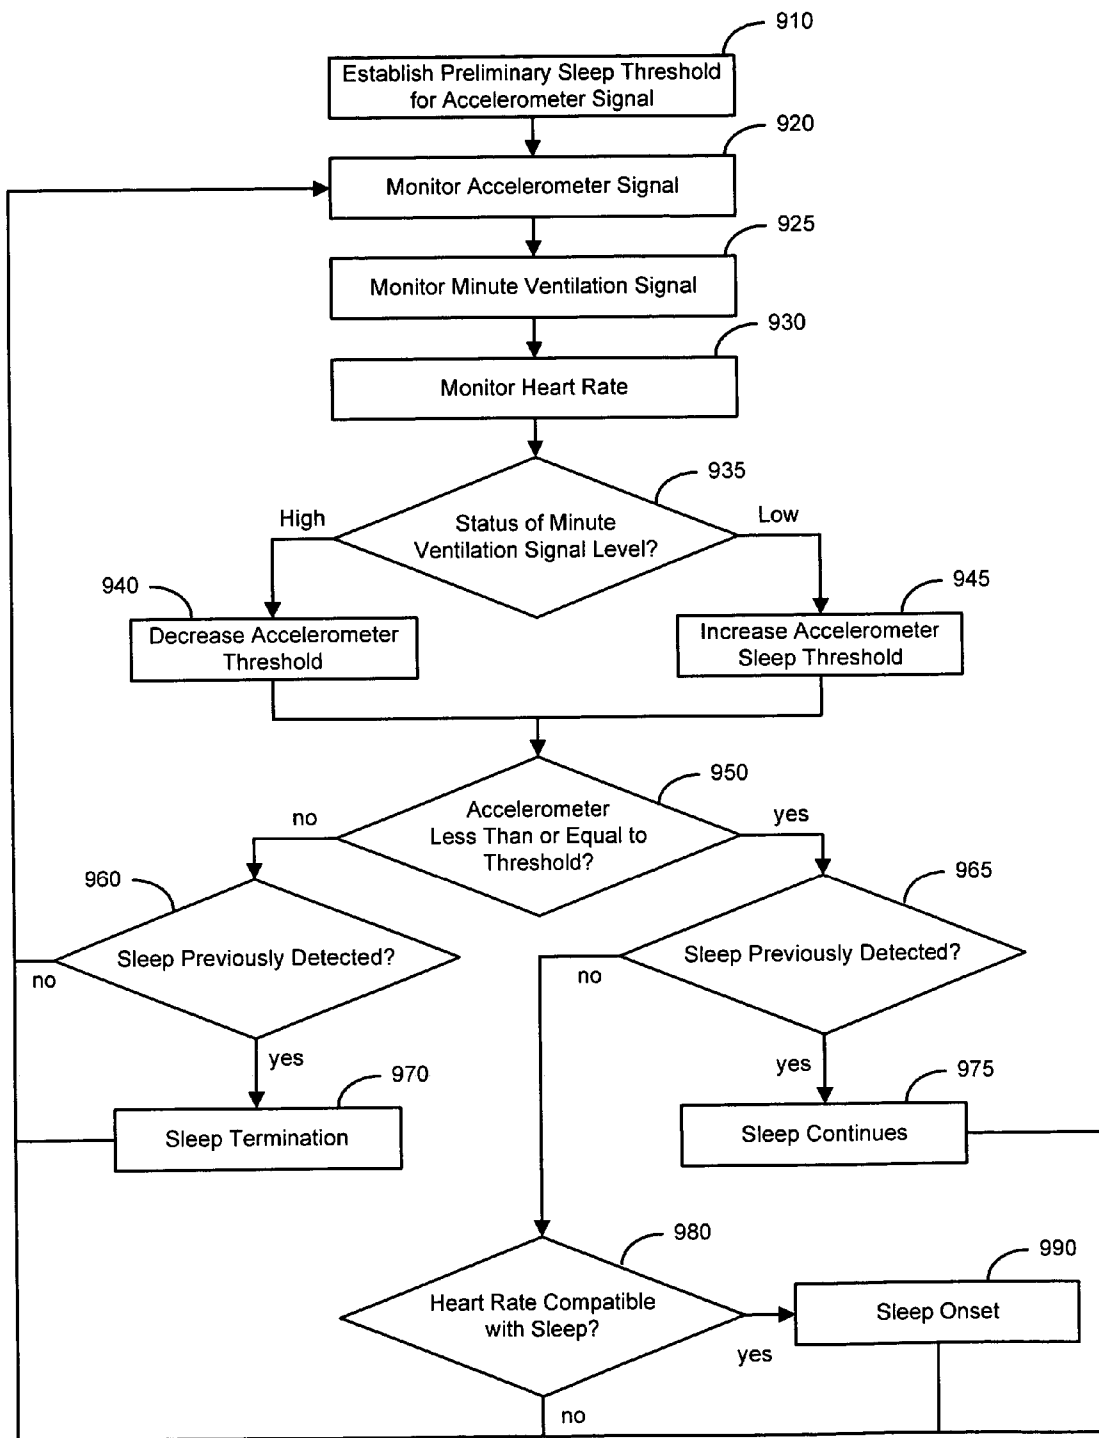 910
Establish Preliminary Sleep Threshold
for Accelerometer Signal
920
Monitor Accelerometer Signal
925
Monitor Minute Ventilation Signal
930
Monitor Heart Rate
935
High
Status of Minute
Ventilation Signal Level?
Low
940
Decrease Accelerometer
Threshold
945
Increase Accelerometer
Sleep Threshold
950
no
Accelerometer
Less Than or Equal to
Threshold?
yes
960
Sleep Previously Detected?
no
yes
965
Sleep Previously Detected?
no
yes
970
Sleep Termination
975
Sleep Continues
980
Heart Rate Compatible
with Sleep?
yes
no
990
Sleep Onset